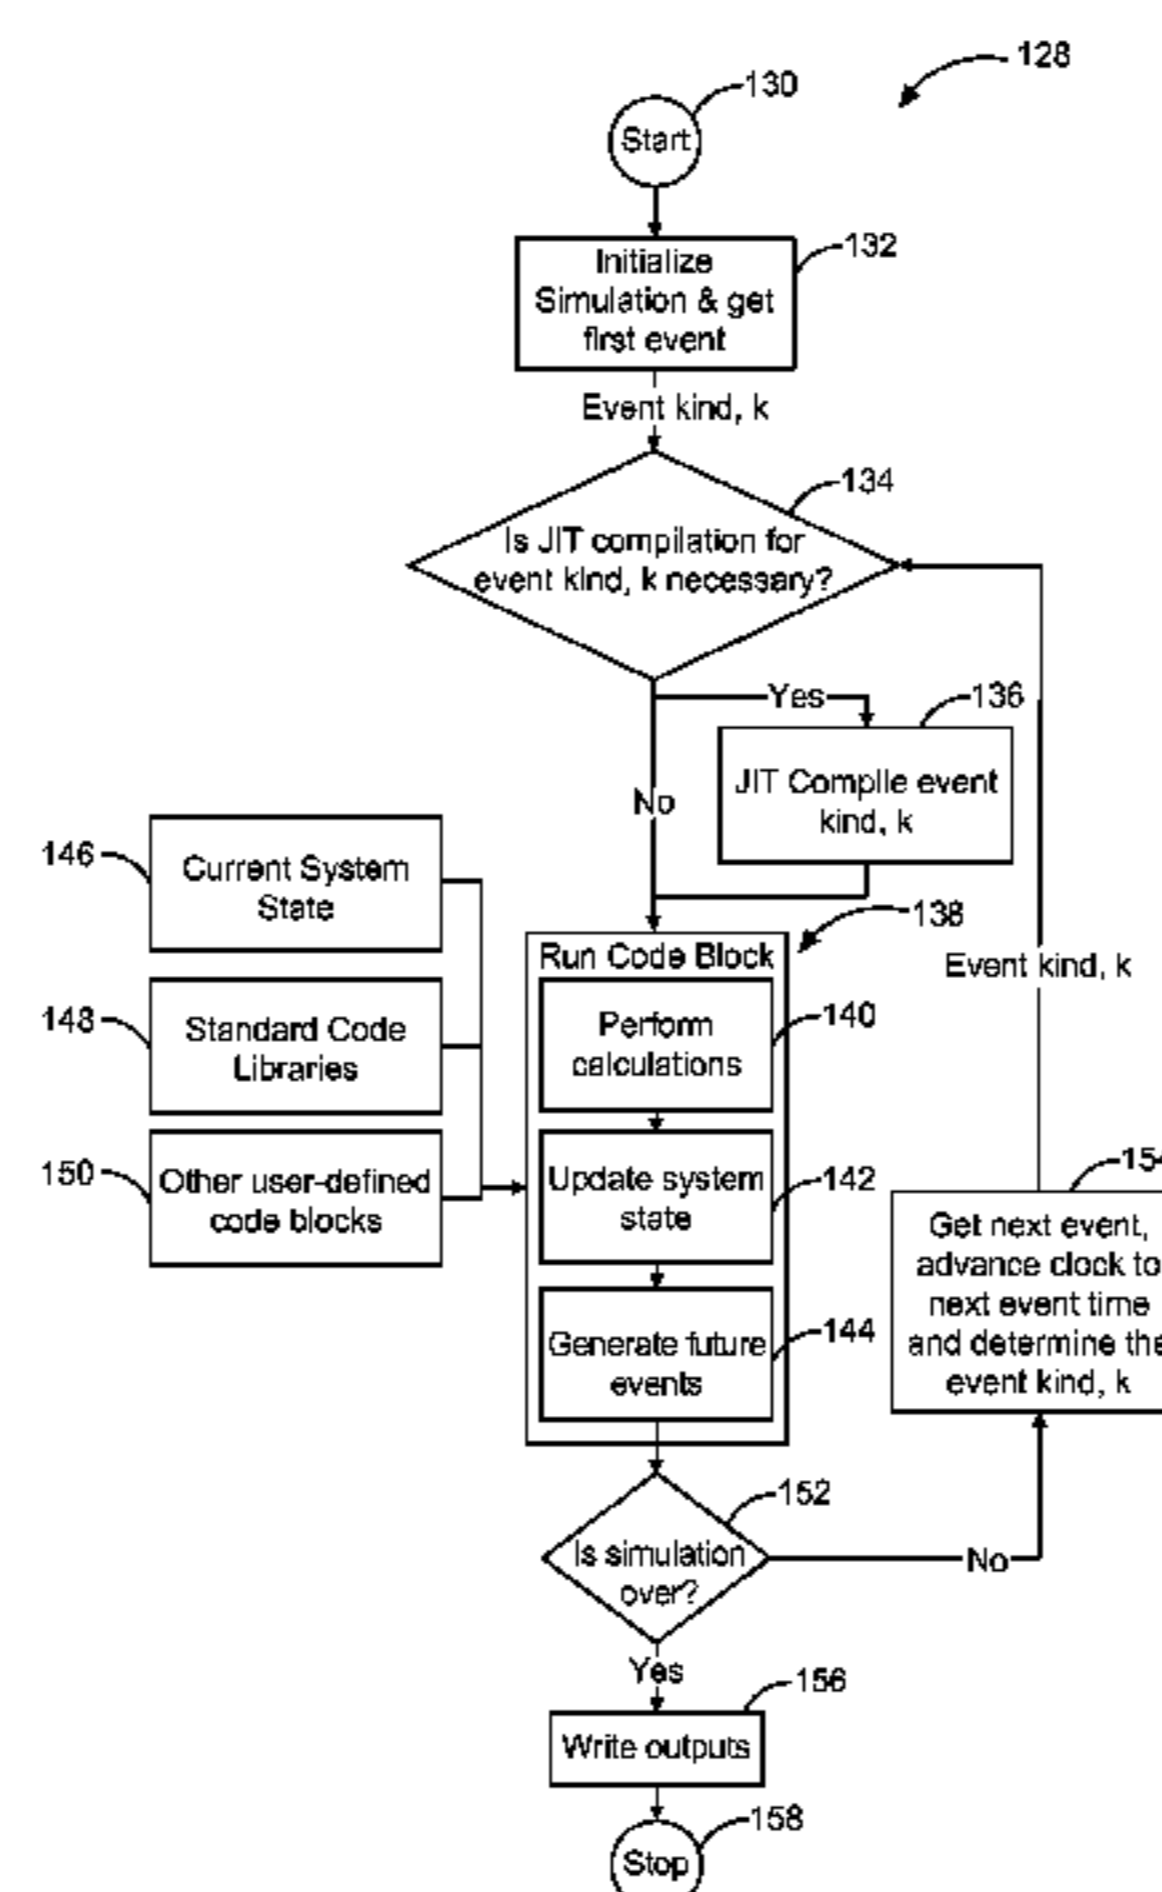 128
130
Start
132
Initialize
Simulation & get
first event
Event kind, k
134
Is JIT compilation for
event kind, k necessary?
Yes
136
JIT Compile event
kind, k
No
146
Current System
State
138
Run Code Block
Event kind, k
148
Standard Code
Libraries
Perform
calculations
140
150
Other user-defined
code blocks
Update system
state
142
154
Get next event,
advance clock to
next event time
and determine the
event kind, k
Generate future
events
144
152
Is simulation
over?
No
Yes
156
Write outputs
158
Stop